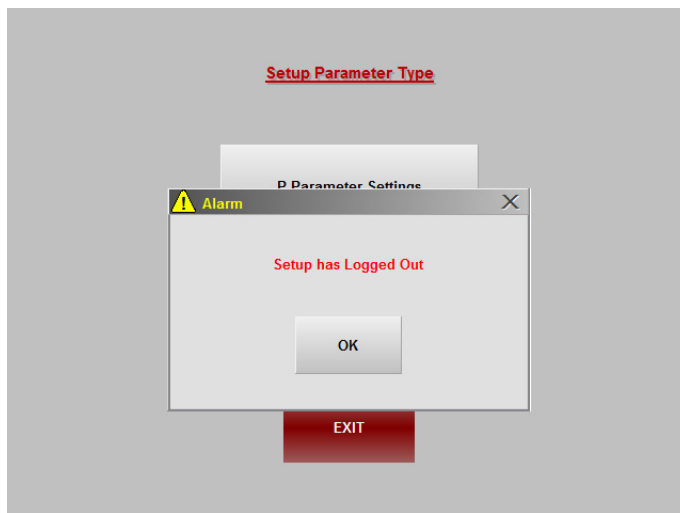 Setup Parameter Type
P Parameter Settings
Alarm
Setup has Logged Out
OK
EXIT